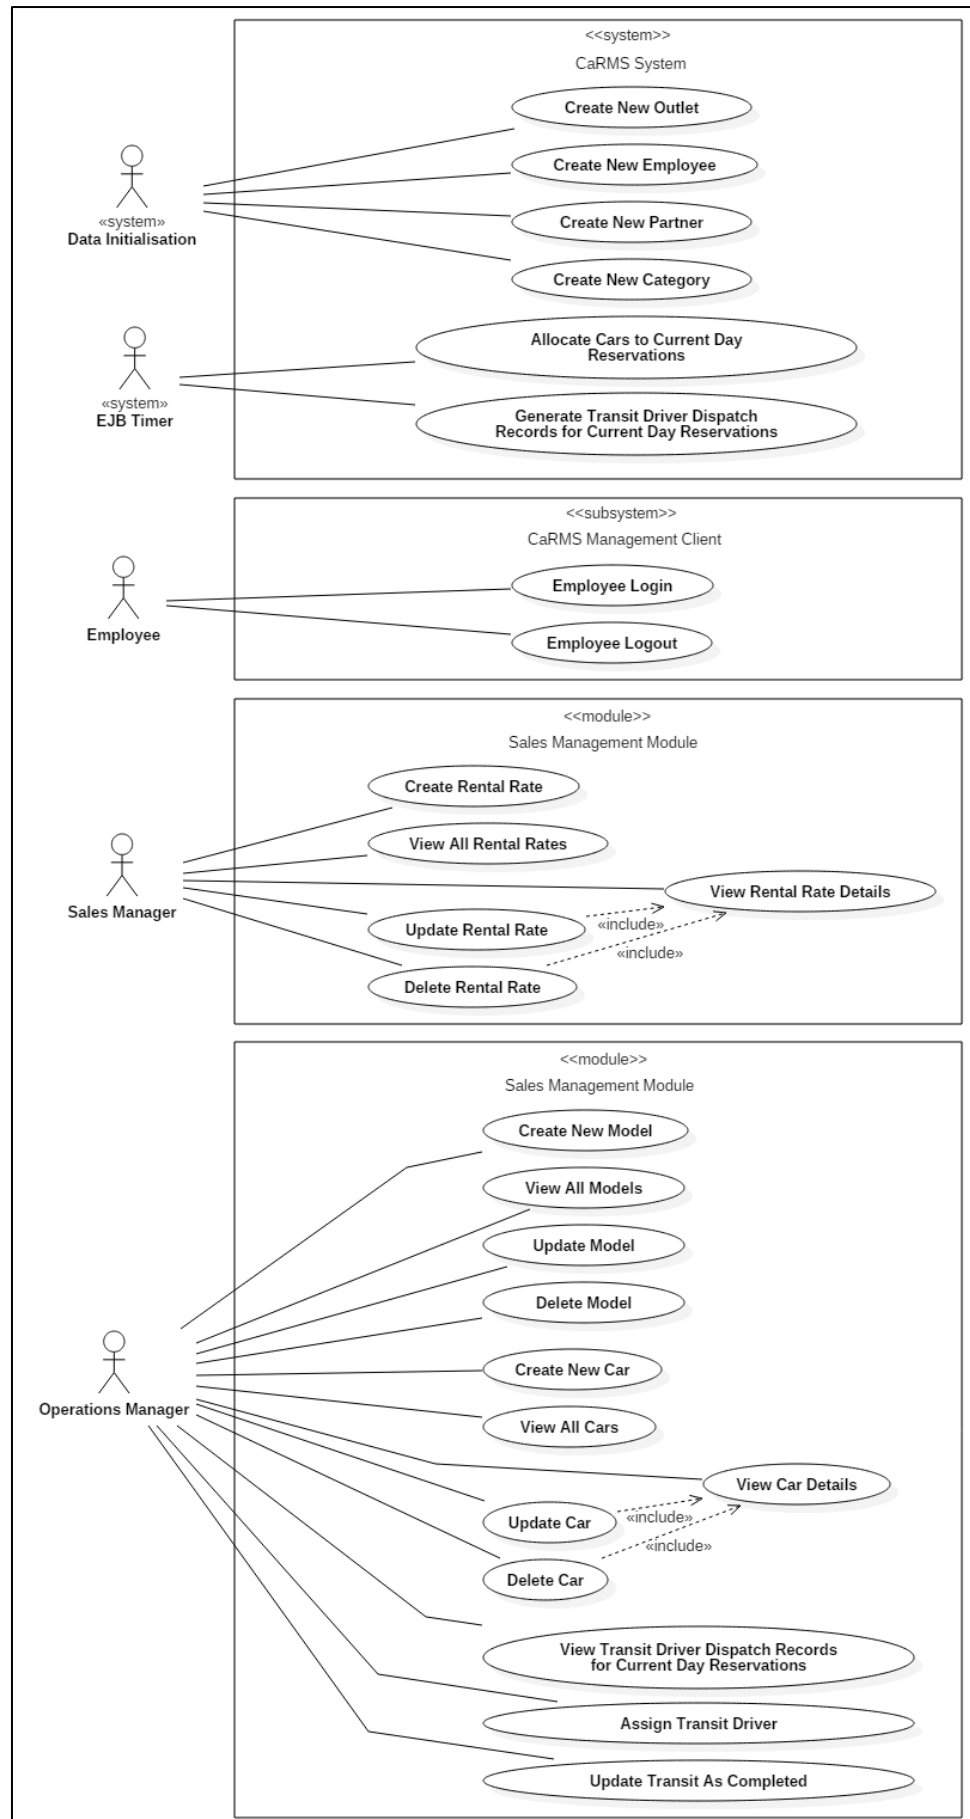 <<system>>
CaRMS System
Create New Outlet
Create New Employee
Create New Partner
Create New Category
«system»
Data Initialisation
Allocate Cars to Current Day
Reservations
Generate Transit Driver Dispatch
Records for Current Day Reservations
«system»
EJB Timer
<<subsystem>>
CaRMS Management Client
Employee Login
Employee Logout
Employee
<<module>>
Sales Management Module
Create Rental Rate
View All Rental Rates
View Rental Rate Details
Update Rental Rate
«include»
«include»
Delete Rental Rate
Sales Manager
<<module>>
Sales Management Module
Create New Model
View All Models
Update Model
Delete Model
Create New Car
View All Cars
Operations Manager
View Car Details
Update Car
«include»
«include»
Delete Car
View Transit Driver Dispatch Records
for Current Day Reservations
Assign Transit Driver
Update Transit As Completed